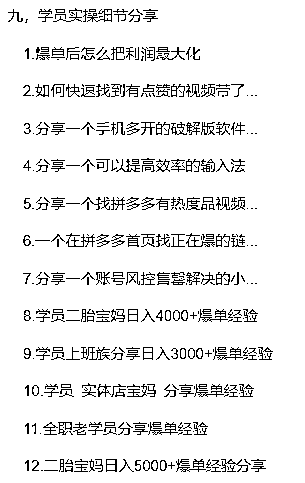 九，学员实操细节分享
1.爆单后怎么把利润最大化
2.如何快速找到有点赞的视频带了...
3.分享一个手机多开的破解版软件...
4.分享一个可以提高效率的输入法
5.分享一个找拼多多有热度品视频...
6.一个在拼多多首页找正在爆的链...
7.分享一个账号风控售謦解决的小...
8.学员二胎宝妈日入4000+爆单经验
9.学员上班族分享日入3000+爆单经验
10.学员 实体店宝妈 分享爆单经验
11.全职老学员分享爆单经验
12.二胎宝妈日入5000+爆单经验分享